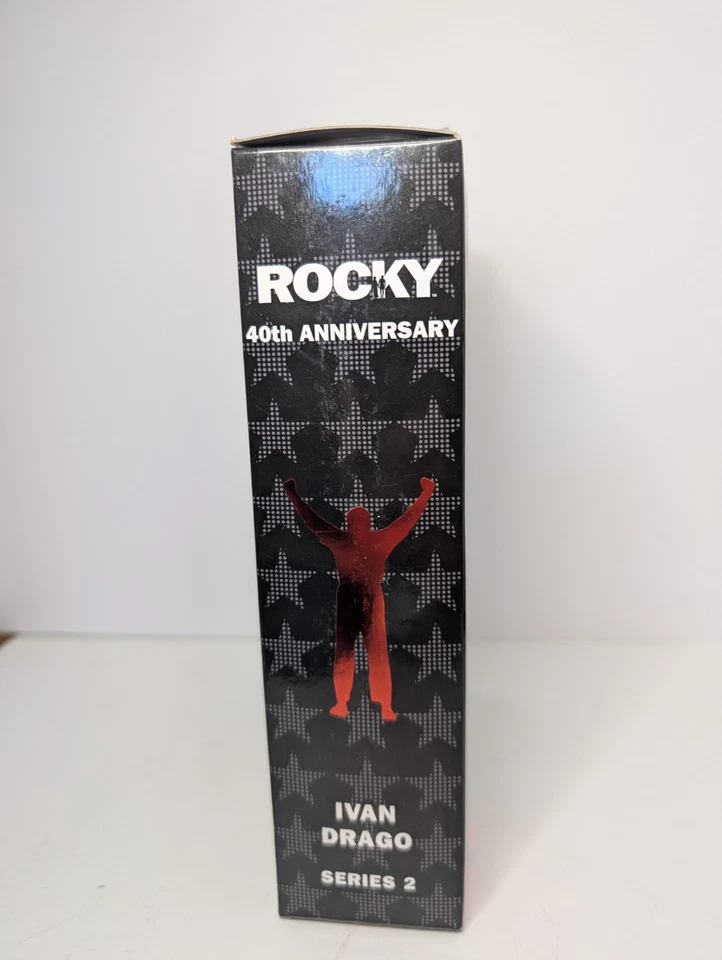 ROCKY
40th ANNIVERSARY
IVAN
DRAGO
SERIES 2